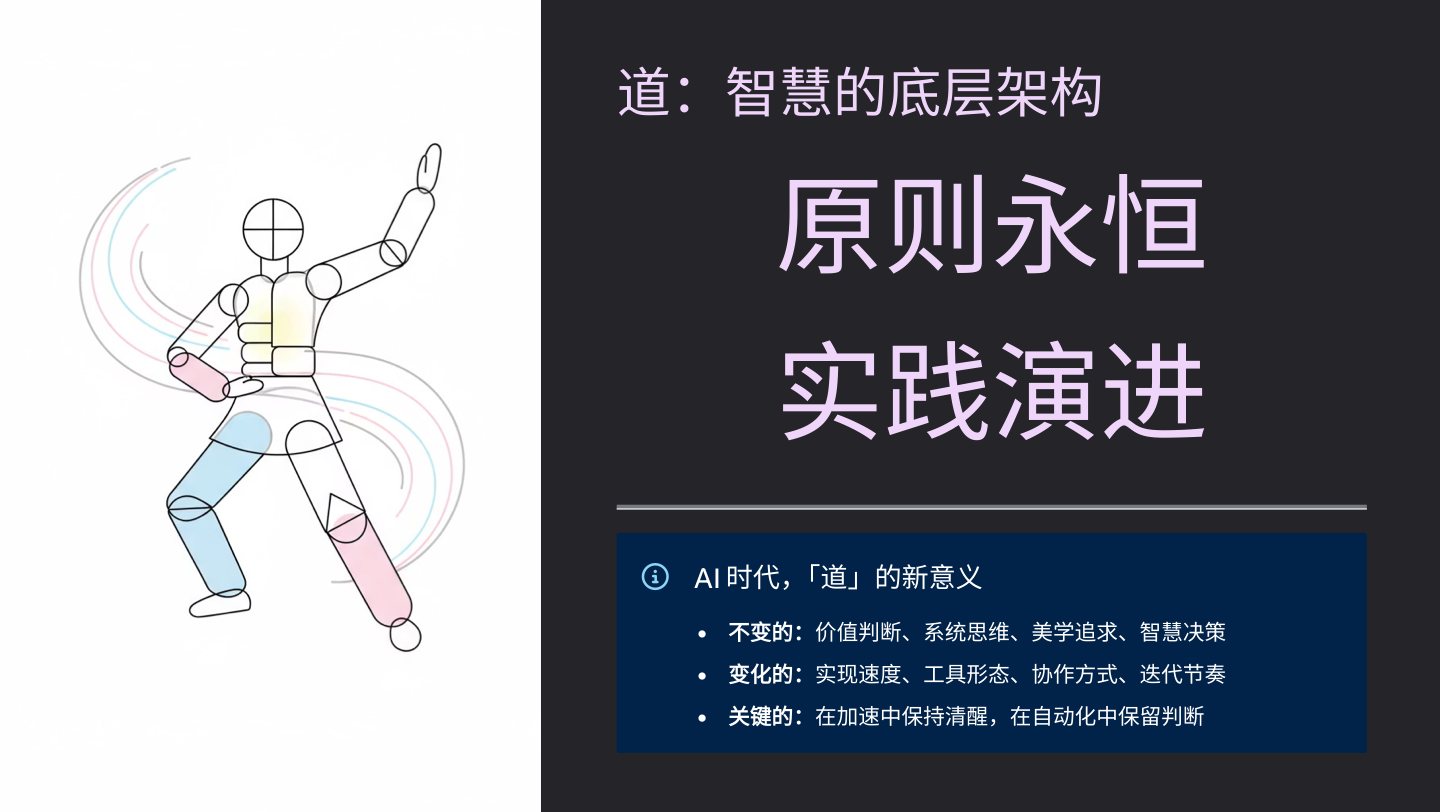 道：智慧的底层架构
原则永恒
实践演进
AI 时代，「道」的新意义
• 不变的：价值判断、系统思维、美学追求、智慧决策
• 变化的：实现速度、工具形态、协作方式、迭代节奏
• 关键的：在加速中保持清醒，在自动化中保留判断